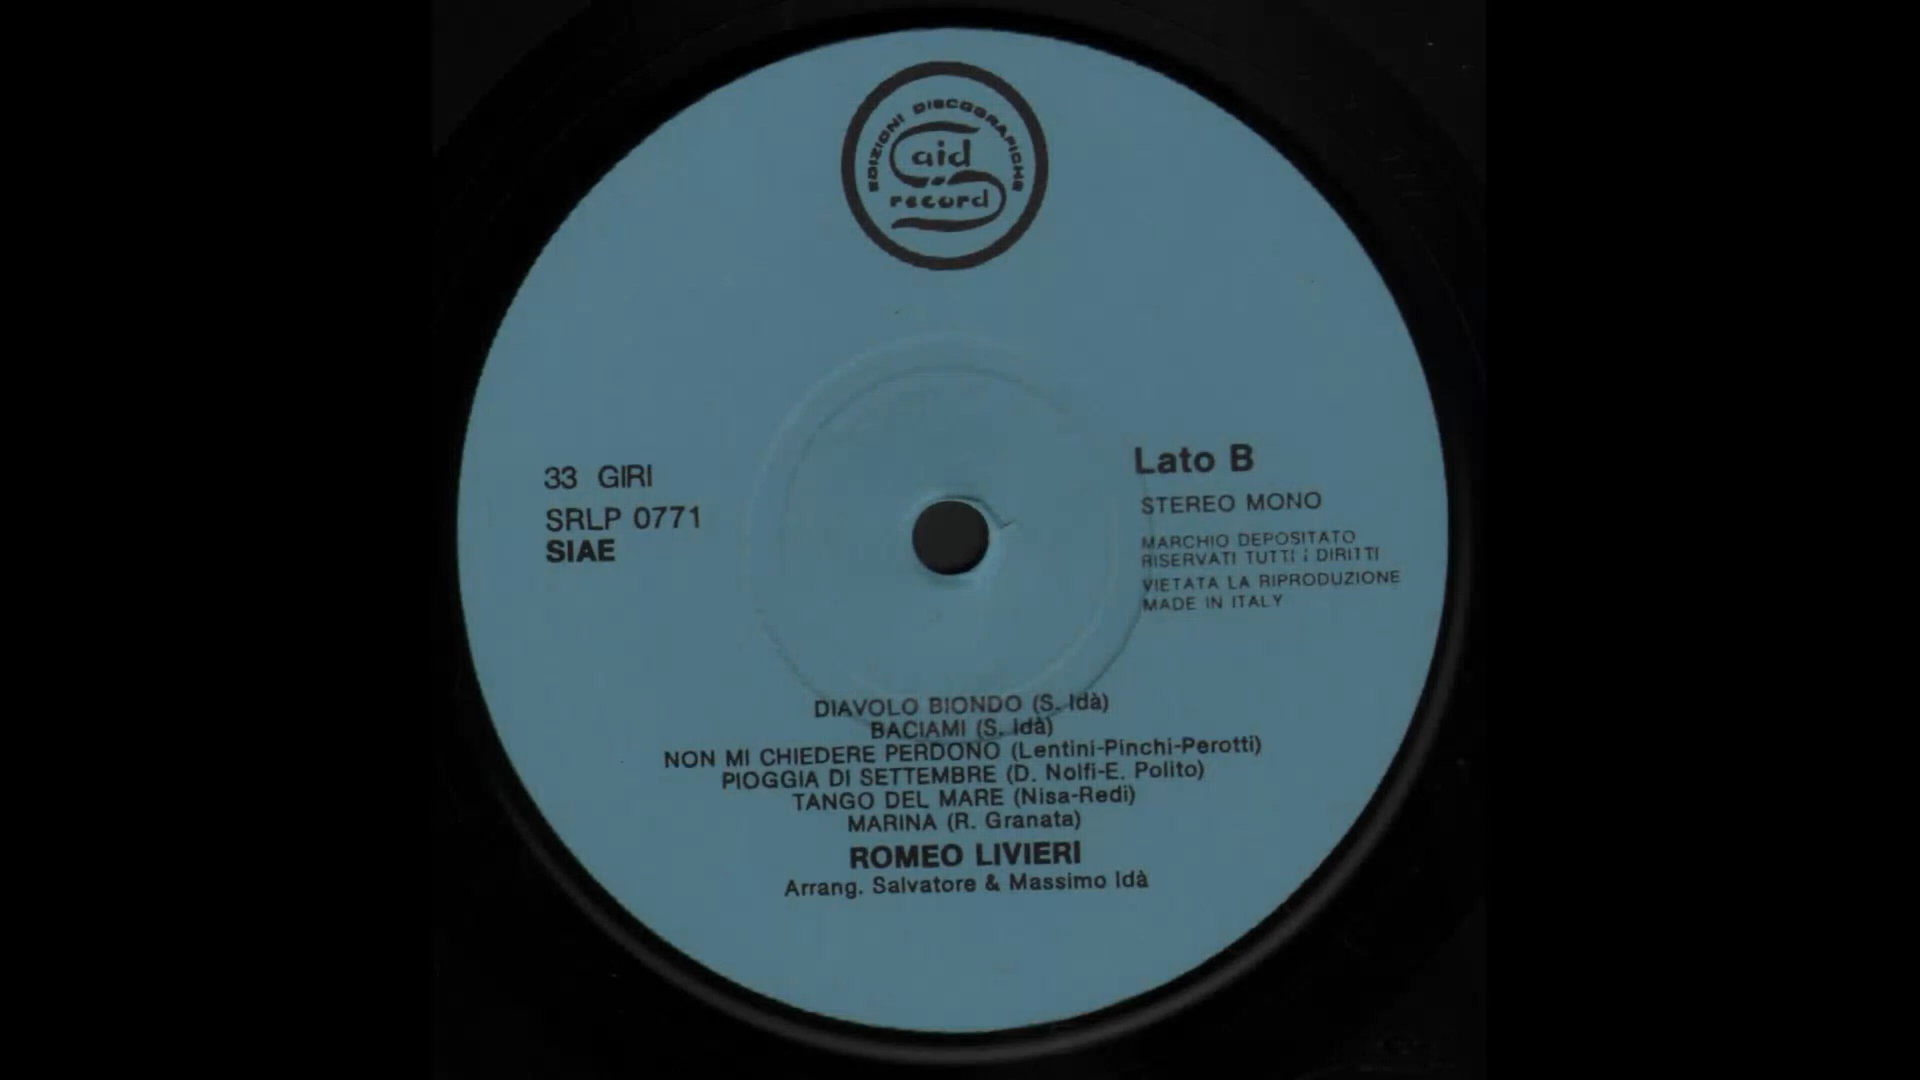 EDIZIONI DISCOGRAFICHE
Said
record
33 GIRI
SRLP 0771
SIAE
Lato B
STEREO MONO
MARCHIO DEPOSITATO
RISERVATI TUTTI i DIRITTI
VIETATA LA RIPRODUZIONE
MADE IN ITALY
DIAVOLO BIONDO (S. Idà)
BACIAMI (S. Idà)
NON MI CHIEDERE PERDONO (Lentini-Pinchi-Perotti)
PIOGGIA DI SETTEMBRE (D. Nolfi-E. Polito)
TANGO DEL MARE (Nisa-Redi)
MARINA (R. Granata)
ROMEO LIVIERI
Arrang. Salvatore & Massimo Idà